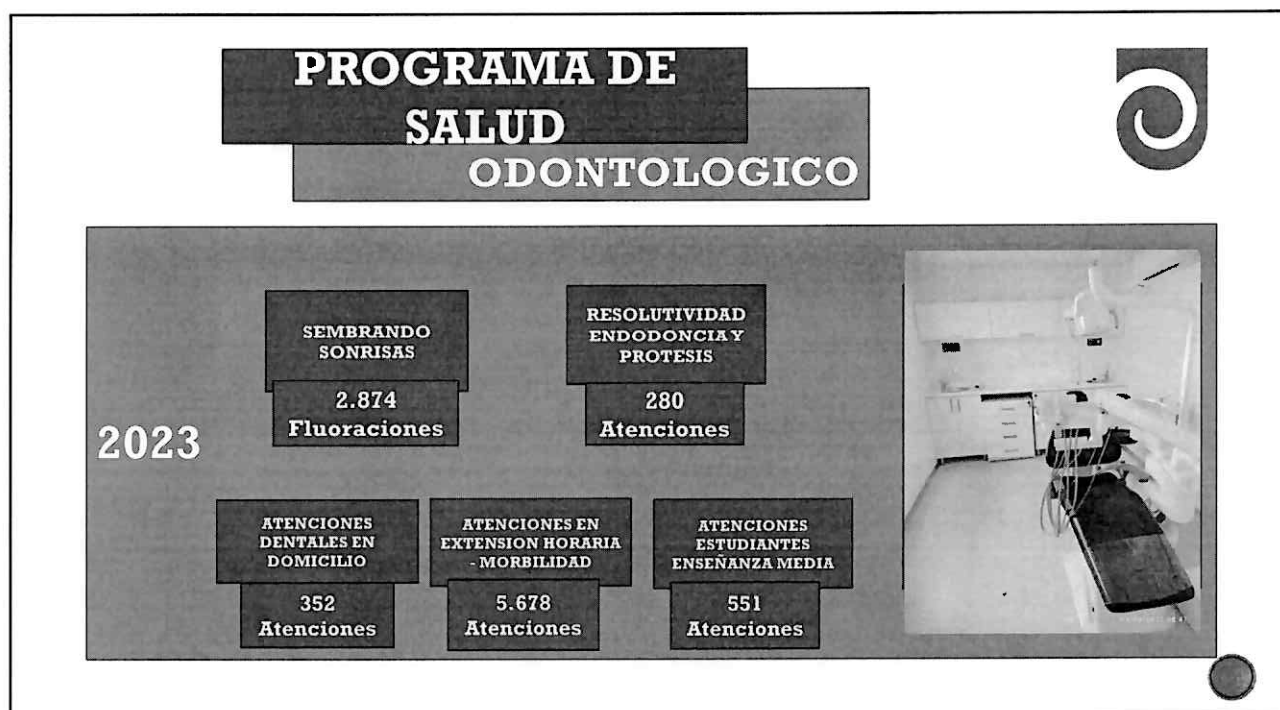 PROGRAMA DE
SALUD
ODONTOLOGICO
2023
SEMBRANDO
SONRISAS
2.874
Fluoraciones
RESOLUTIVIDAD
ENDODONCIA Y
PROTESIS
280
Atenciones
ATENCIONES
DENTALES EN
DOMICILIO
352
Atenciones
ATENCIONES EN
EXTENSION HORARIA
- MORBILIDAD
5.678
Atenciones
ATENCIONES
ESTUDIANTES
ENSEÑANZA MEDIA
551
Atenciones